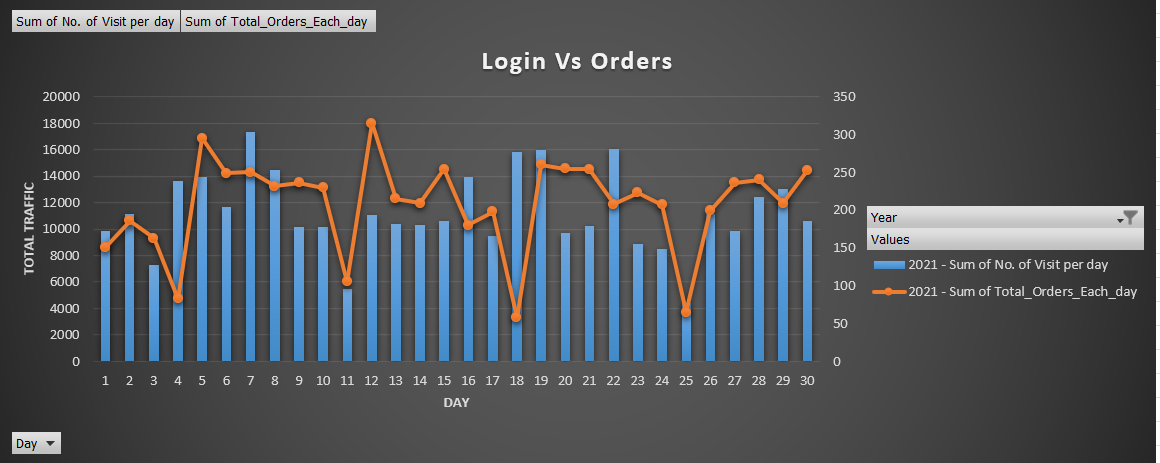 Sum of No. of Visit per day Sum of Total_Orders_Each_day
Login Vs Orders
20000 350
18000 300
16000 250
14000 200
12000 150
10000 100
8000 50
6000 0
4000
2000
0
TOTAL TRAFFIC
1 2 3 4 5 6 7 8 9 10 11 12 13 14 15 16 17 18 19 20 21 22 23 24 25 26 27 28 29 30
DAY
Year
Values
2021 - Sum of No. of Visit per day
2021 - Sum of Total_Orders_Each_day
Day